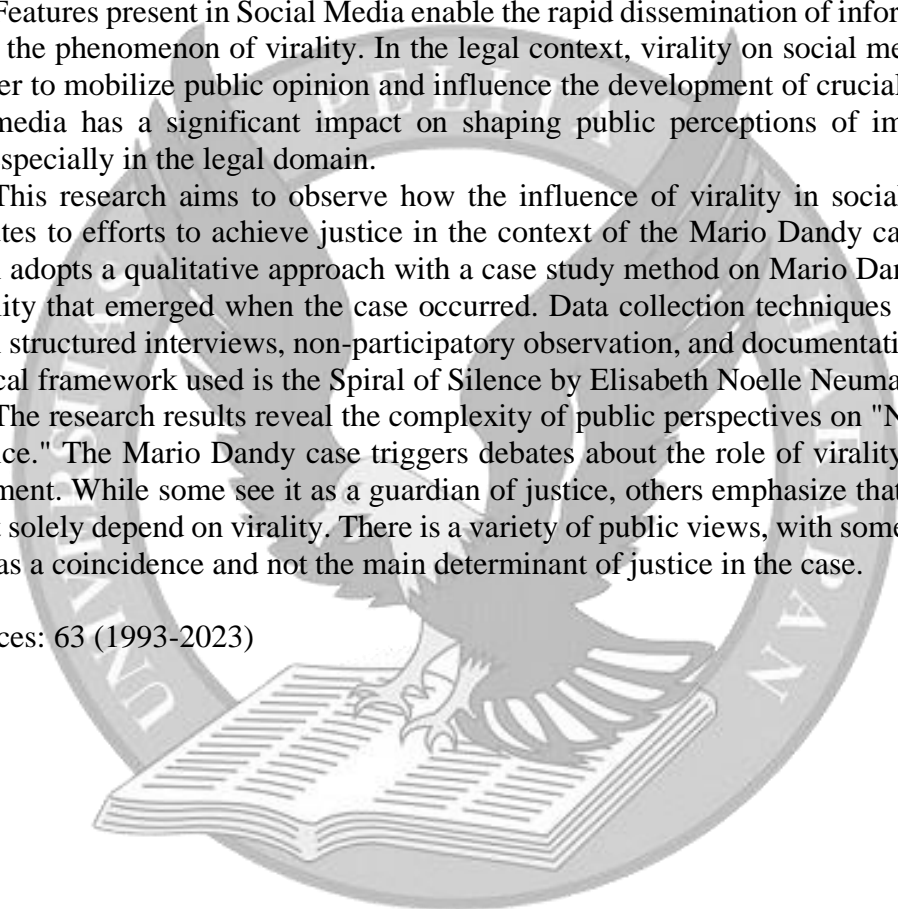 Features present in Social Media enable the rapid dissemination of infor
the phenomenon of virality. In the legal context, virality on social me
er to mobilize public opinion and influence the development of crucial
media has a significant impact on shaping public perceptions of im
specially in the legal domain.
This research aims to observe how the influence of virality in social
tes to efforts to achieve justice in the context of the Mario Dandy ca
adopts a qualitative approach with a case study method on Mario Dan
lity that emerged when the case occurred. Data collection techniques
structured interviews, non-participatory observation, and documentati
cal framework used is the Spiral of Silence by Elisabeth Noelle Neuma
The research results reveal the complexity of public perspectives on "N
ce." The Mario Dandy case triggers debates about the role of virality
ment. While some see it as a guardian of justice, others emphasize that
solely depend on virality. There is a variety of public views, with some
as a coincidence and not the main determinant of justice in the case.
ces: 63 (1993-2023)
UNIVERSITAS PELITA HARAPAN